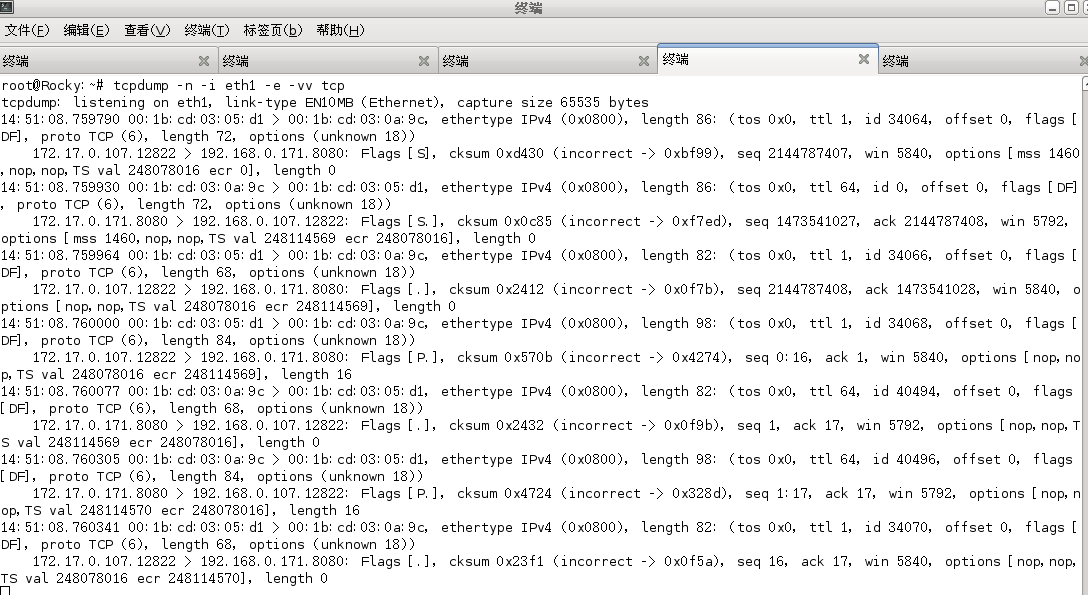 终端
文件(F) 编辑(E) 查看(V) 终端(T) 标签页(b) 帮助(H)
终端 终端 终端 终端 终端
root@Rocky:~# tcpdump -n -i eth1 -e -vv tcp
tcpdump: listening on eth1, link-type EN10MB (Ethernet), capture size 65535 bytes
14:51:08.759790 00:1b:cd:03:05:d1 > 00:1b:cd:03:0a:9c, ethertype IPv4 (0x0800), length 86: (tos 0x0, ttl 1, id 34064, offset 0, flags [
DF], proto TCP (6), length 72, options (unknown 18))
172.17.0.107.12822 > 192.168.0.171.8080: Flags [S], cksum 0xd430 (incorrect -> 0xbf99), seq 2144787407, win 5840, options [mss 1460
,nop,nop,TS val 248078016 ecr 0], length 0
14:51:08.759930 00:1b:cd:03:0a:9c > 00:1b:cd:03:05:d1, ethertype IPv4 (0x0800), length 86: (tos 0x0, ttl 64, id 0, offset 0, flags [DF]
, proto TCP (6), length 72, options (unknown 18))
172.17.0.171.8080 > 192.168.0.107.12822: Flags [S.], cksum 0x0c85 (incorrect -> 0xf7ed), seq 1473541027, ack 2144787408, win 5792,
options [mss 1460,nop,nop,TS val 248114569 ecr 248078016], length 0
14:51:08.759964 00:1b:cd:03:05:d1 > 00:1b:cd:03:0a:9c, ethertype IPv4 (0x0800), length 82: (tos 0x0, ttl 1, id 34066, offset 0, flags [
DF], proto TCP (6), length 68, options (unknown 18))
172.17.0.107.12822 > 192.168.0.171.8080: Flags [.], cksum 0x2412 (incorrect -> 0x0f7b), seq 2144787408, ack 1473541028, win 5840, o
ptions [nop,nop,TS val 248078016 ecr 248114569], length 0
14:51:08.760000 00:1b:cd:03:05:d1 > 00:1b:cd:03:0a:9c, ethertype IPv4 (0x0800), length 98: (tos 0x0, ttl 1, id 34068, offset 0, flags [
DF], proto TCP (6), length 84, options (unknown 18))
172.17.0.107.12822 > 192.168.0.171.8080: Flags [P.], cksum 0x570b (incorrect -> 0x4274), seq 0:16, ack 1, win 5840, options [nop,no
p,TS val 248078016 ecr 248114569], length 16
14:51:08.760077 00:1b:cd:03:0a:9c > 00:1b:cd:03:05:d1, ethertype IPv4 (0x0800), length 82: (tos 0x0, ttl 64, id 40494, offset 0, flags
[DF], proto TCP (6), length 68, options (unknown 18))
172.17.0.171.8080 > 192.168.0.107.12822: Flags [.], cksum 0x2432 (incorrect -> 0x0f9b), seq 1, ack 17, win 5792, options [nop,nop,T
S val 248114569 ecr 248078016], length 0
14:51:08.760305 00:1b:cd:03:0a:9c > 00:1b:cd:03:05:d1, ethertype IPv4 (0x0800), length 98: (tos 0x0, ttl 64, id 40496, offset 0, flags
[DF], proto TCP (6), length 84, options (unknown 18))
172.17.0.171.8080 > 192.168.0.107.12822: Flags [P.], cksum 0x4724 (incorrect -> 0x328d), seq 1:17, ack 17, win 5792, options [nop,n
op,TS val 248114570 ecr 248078016], length 16
14:51:08.760341 00:1b:cd:03:05:d1 > 00:1b:cd:03:0a:9c, ethertype IPv4 (0x0800), length 82: (tos 0x0, ttl 1, id 34070, offset 0, flags [
DF], proto TCP (6), length 68, options (unknown 18))
172.17.0.107.12822 > 192.168.0.171.8080: Flags [.], cksum 0x23f1 (incorrect -> 0x0f5a), seq 16, ack 17, win 5840, options [nop,nop,
TS val 248078016 ecr 248114570], length 0